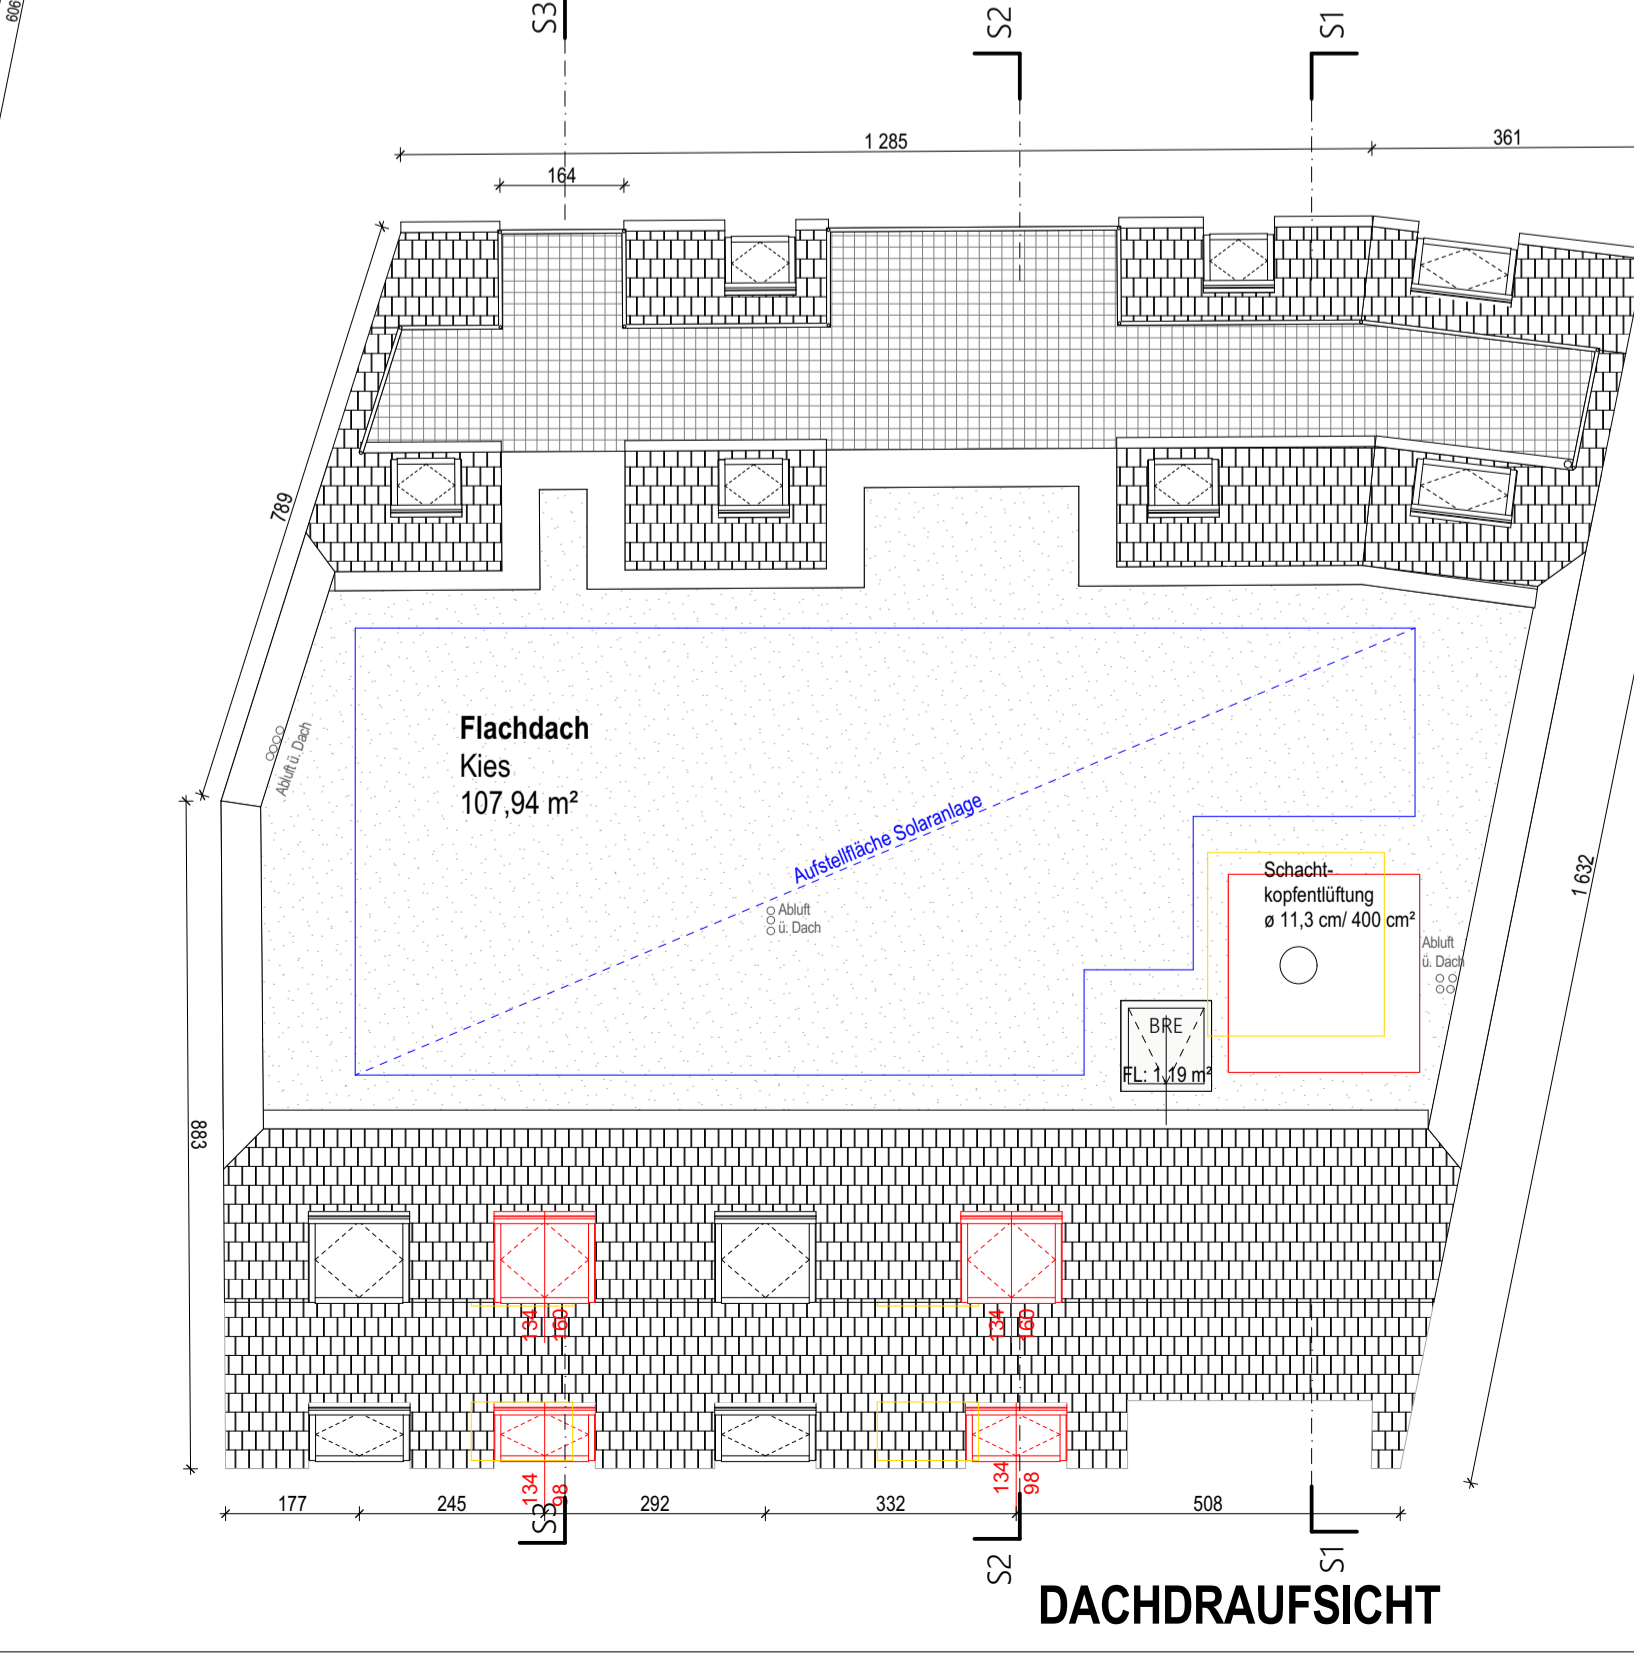 606
S3
S2
S1
1 285
361
164
789
Flachdach
Kies
107,94 m²
Abluft ü. Dach
Aufstellfläche Solaranlage
Abluft
ü. Dach
Schacht-
kopfentlüftung
ø 11,3 cm/ 400 cm²
Abluft
ü. Dach
1 632
BRE
FL: 1,19 m²
883
134
160
134
160
134
98
134
98
177
245
292
332
508
S3
S2
S1
DACHDRAUFSICHT